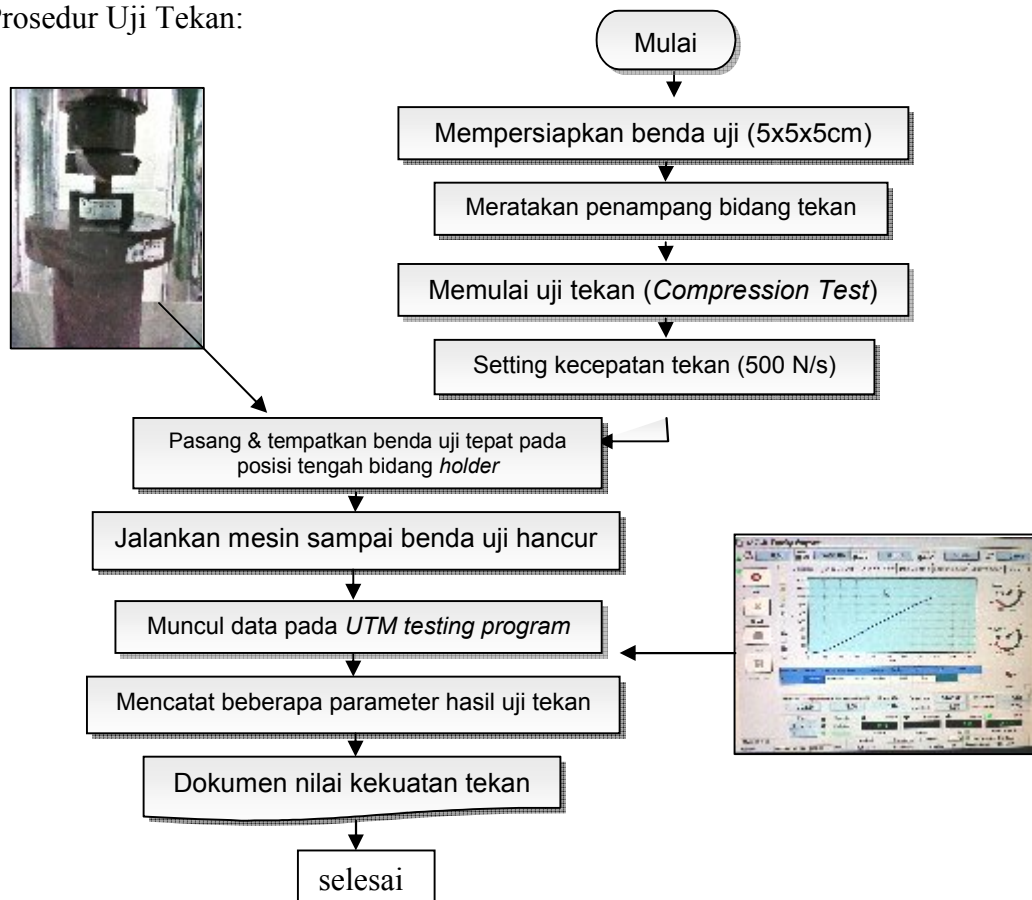 Prosedur Uji Tekan:
Mulai
Mempersiapkan benda uji (5x5x5cm)
Meratakan penampang bidang tekan
Memulai uji tekan (Compression Test)
Setting kecepatan tekan (500 N/s)
Pasang & tempatkan benda uji tepat pada
posisi tengah bidang holder
Jalankan mesin sampai benda uji hancur
Muncul data pada UTM testing program
Mencatat beberapa parameter hasil uji tekan
Dokumen nilai kekuatan tekan
selesai